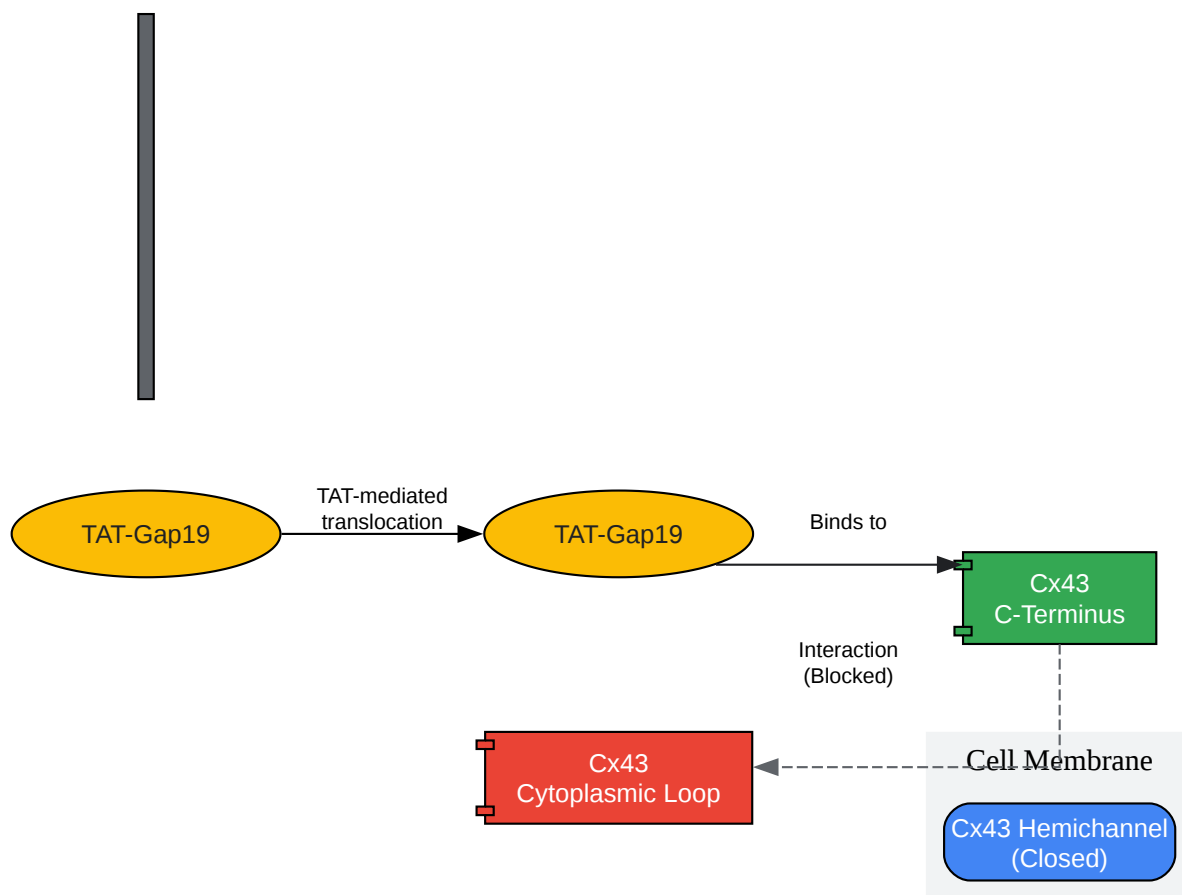 TAT-Gap19
TAT-mediated
translocation
TAT-Gap19
Binds to
Cx43
C-Terminus
Interaction
(Blocked)
Cx43
Cytoplasmic Loop
Cell Membrane
Cx43 Hemichannel
(Closed)